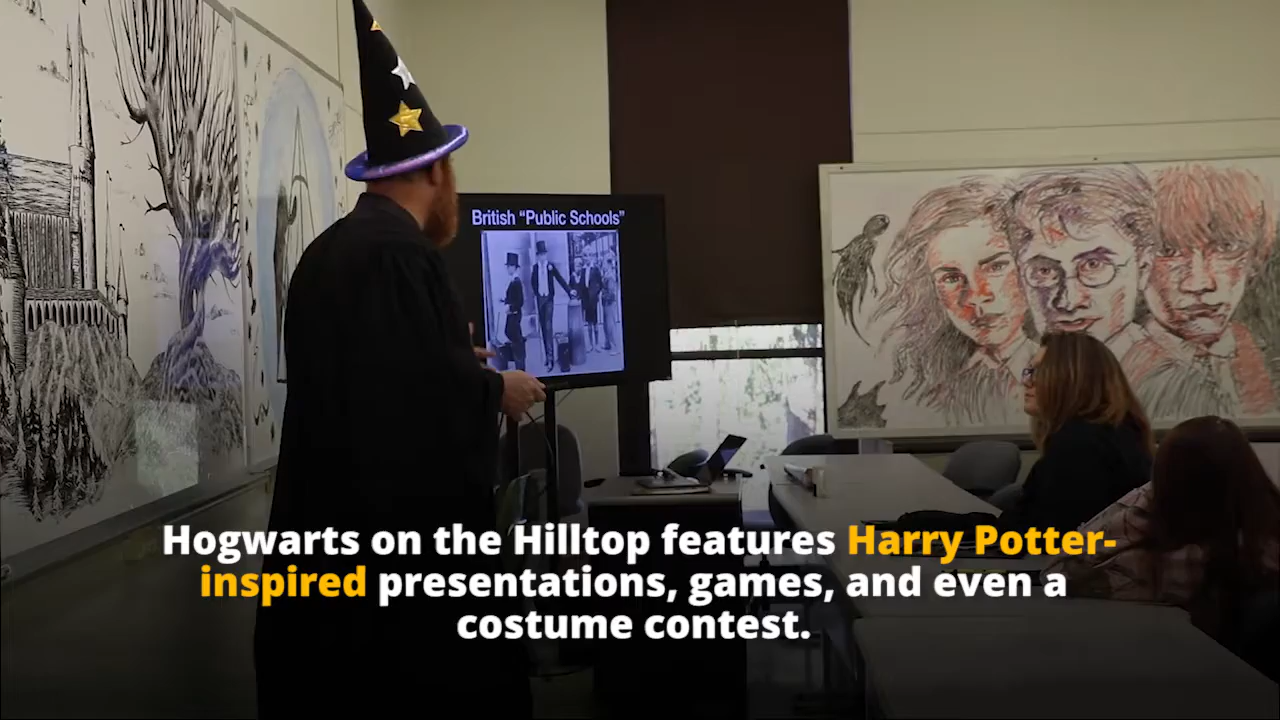 British “Public Schools”
Hogwarts on the Hilltop features Harry Potter-
inspired presentations, games, and even a
costume contest.